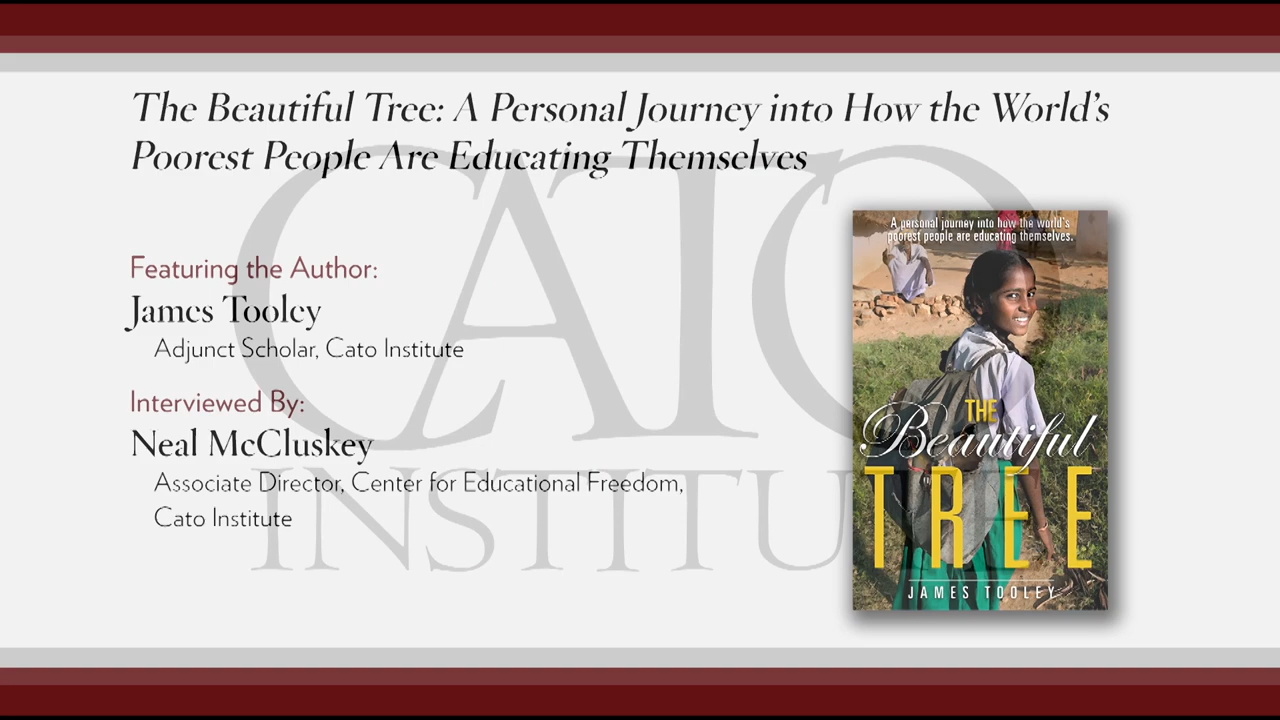 The Beautiful Tree: A Personal Journey into How the World's
Poorest People Are Educating Themselves
Featuring the Author:
James Tooley
Adjunct Scholar, Cato Institute
Interviewed By:
Neal McCluskey
Associate Director, Center for Educational Freedom,
Cato Institute
CATO
INSTITUTE
A personal journey into how the world's
poorest people are educating themselves.
THE
Beautiful
TREE
JAMES TOOLEY